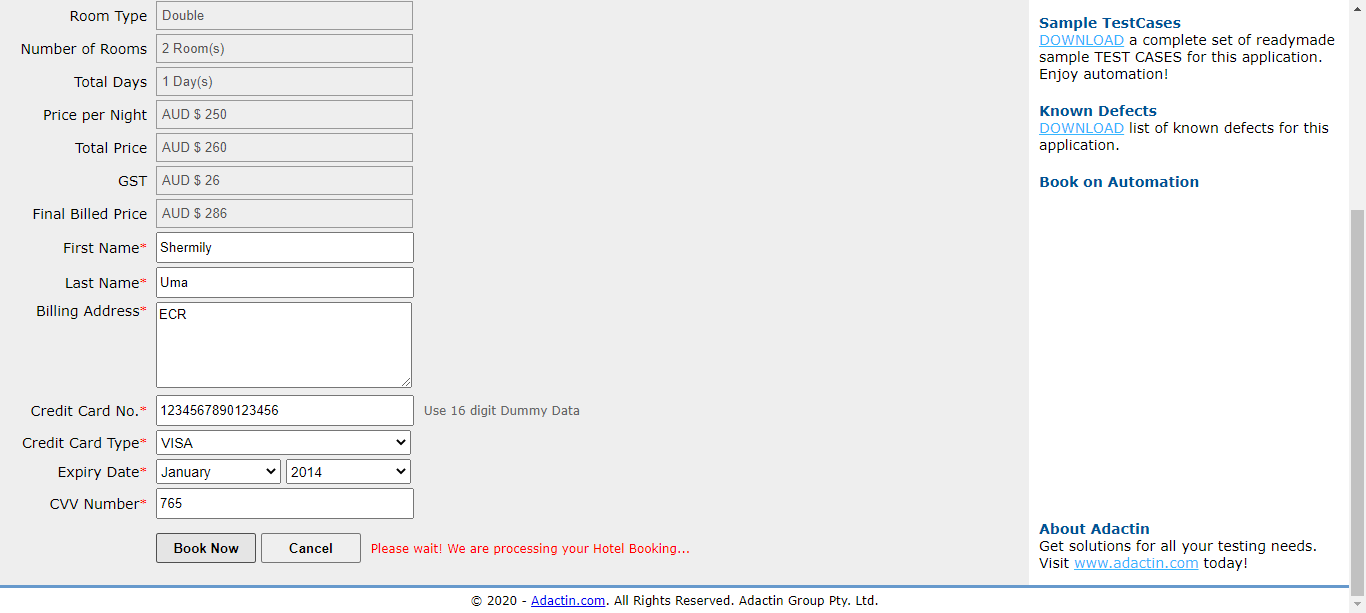 Room Type Double
Number of Rooms 2 Room(s)
Total Days 1 Day(s)
Price per Night AUD $ 250
Total Price AUD $ 260
GST AUD $ 26
Final Billed Price AUD $ 286
First Name* Shermily
Last Name* Uma
Billing Address* ECR
Credit Card No.* 1234567890123456 Use 16 digit Dummy Data
Credit Card Type* VISA
Expiry Date* January 2014
CVV Number* 765
Book Now Cancel Please wait! We are processing your Hotel Booking...
Sample TestCases
DOWNLOAD a complete set of readymade
sample TEST CASES for this application.
Enjoy automation!
Known Defects
DOWNLOAD list of known defects for this
application.
Book on Automation
About Adactin
Get solutions for all your testing needs.
Visit www.adactin.com today!
© 2020 - Adactin.com. All Rights Reserved. Adactin Group Pty. Ltd.